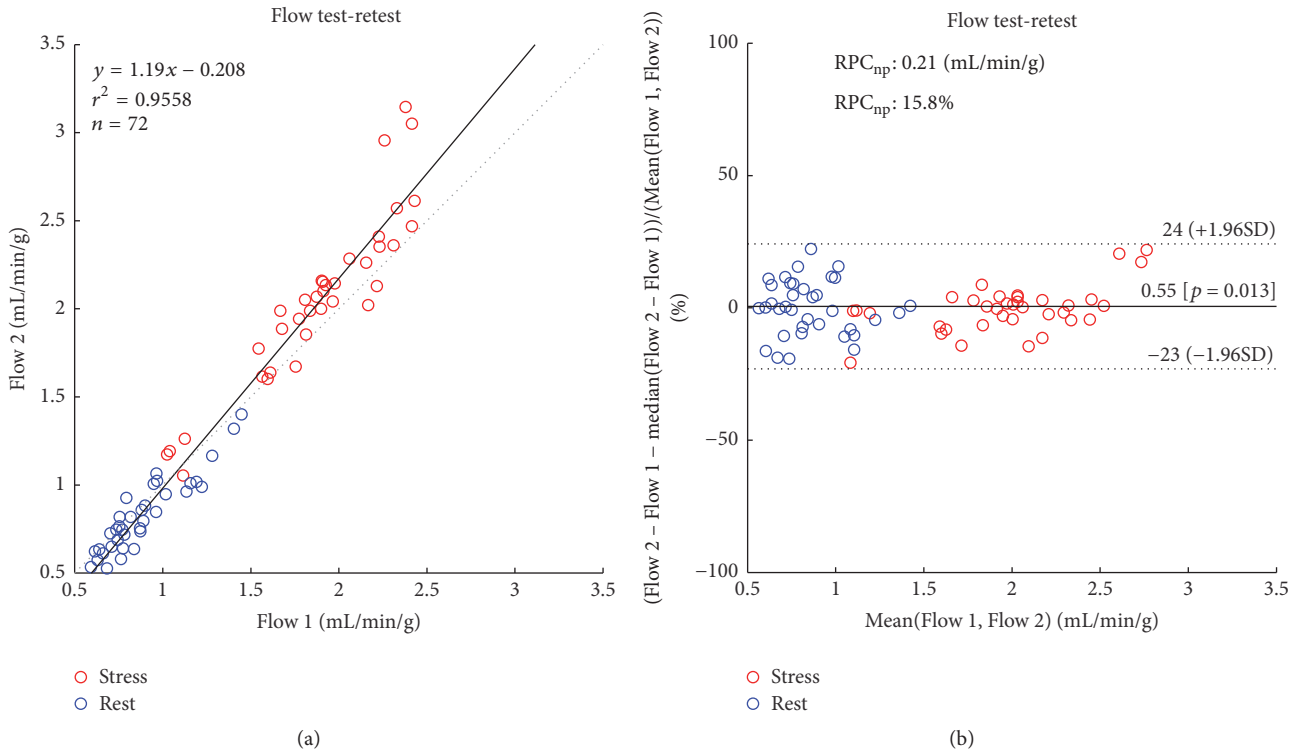 Flow test-retest
3.5
3
2.5
2
1.5
1
0.5
Flow 2 (mL/min/g)
y = 1.19x − 0.208
r² = 0.9558
n = 72
0.5 1 1.5 2 2.5 3 3.5
Flow 1 (mL/min/g)
Stress
Rest
(a)
Flow test-retest
(Flow 2 − Flow 1 − median(Flow 2 − Flow 1))/(Mean(Flow 1, Flow 2))
(%)
100
50
0
−50
−100
RPCnp: 0.21 (mL/min/g)
RPCnp: 15.8%
24 (+1.96SD)
0.55 [p = 0.013]
−23 (−1.96SD)
0.5 1 1.5 2 2.5 3 3.5
Mean(Flow 1, Flow 2) (mL/min/g)
Stress
Rest
(b)